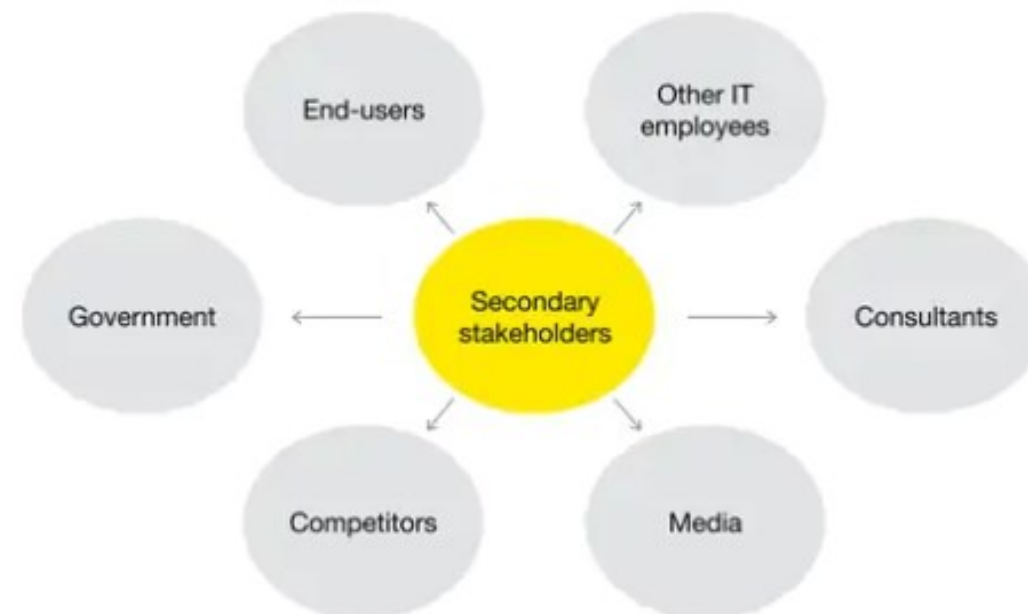 End-users
Other IT
employees
Government
Secondary
stakeholders
Consultants
Competitors
Media